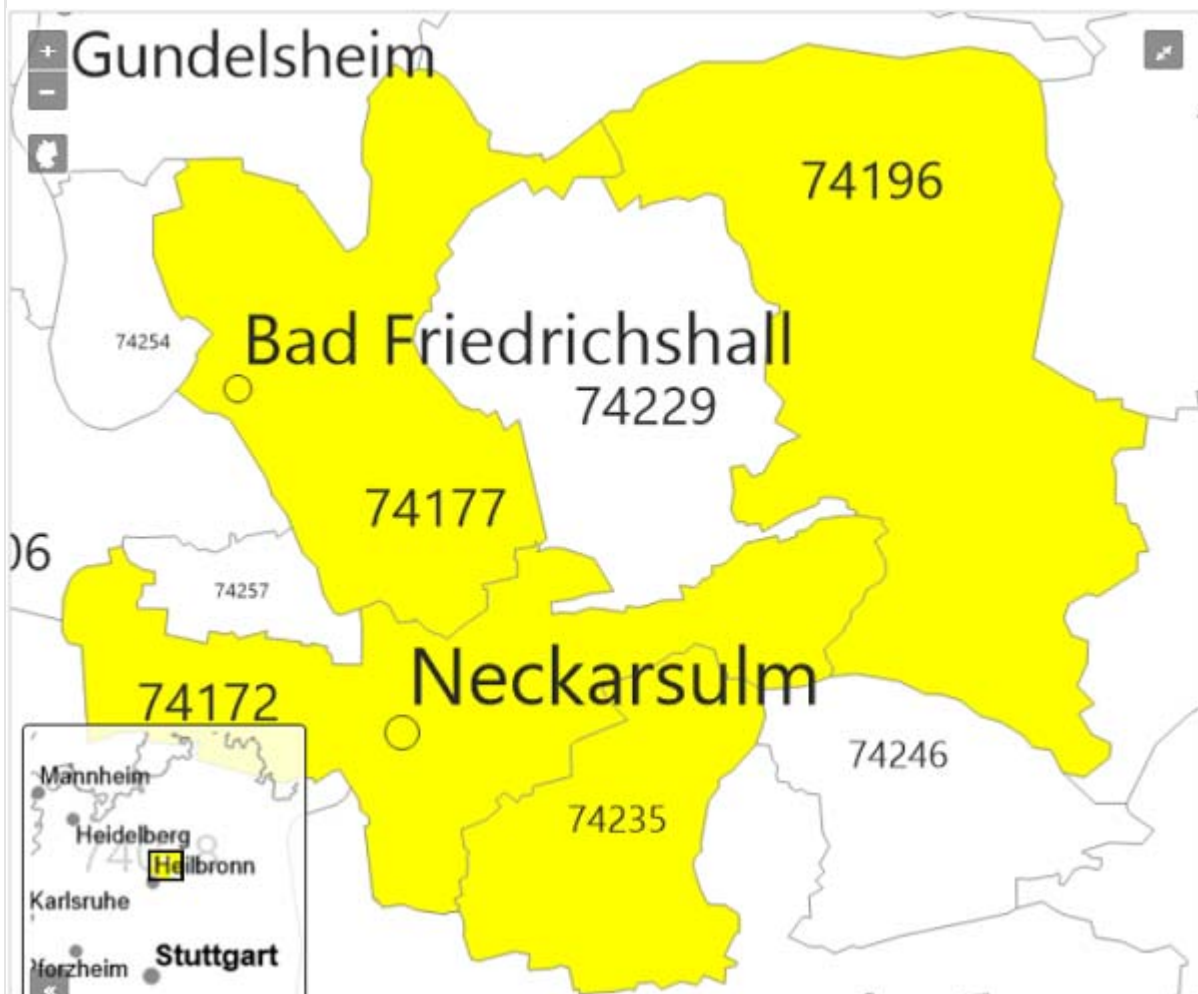 +
Gundelsheim
−
74196
74254
Bad Friedrichshall
74229
74177
06
74257
Neckarsulm
74172
74246
74235
Mannheim
Heidelberg
Heilbronn
Karlsruhe
Stuttgart
Pforzheim
«